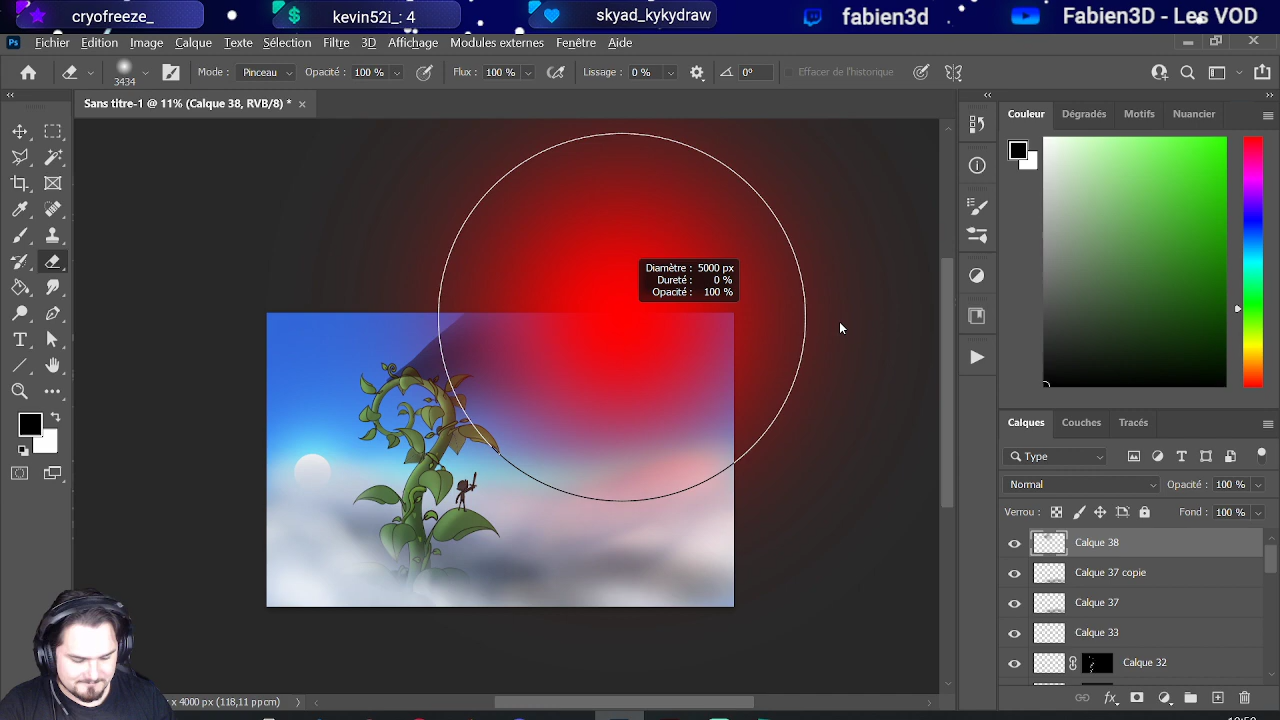 cryofreeze_
kevin52i_: 4
skyad_kykydraw
fabien3d
Fabien3D - Les VOD
Ps
Fichier Edition Image Calque Texte Sélection Filtre 3D Affichage Modules externes Fenêtre Aide
3434
Mode : Pinceau Opacité : 100 % Flux : 100 % Lissage : 0 % 0° Effacer de l'historique
Sans titre-1 @ 11% (Calque 38, RVB/8) *
Couleur Dégradés Motifs Nuancier
Diamètre : 5000 px
Dureté : 0 %
Opacité : 100 %
Calques Couches Tracés
Type
Normal Opacité : 100 %
Verrou : Fond : 100 %
Calque 38
Calque 37 copie
Calque 37
Calque 33
Calque 32
x 4000 px (118,11 ppcm)